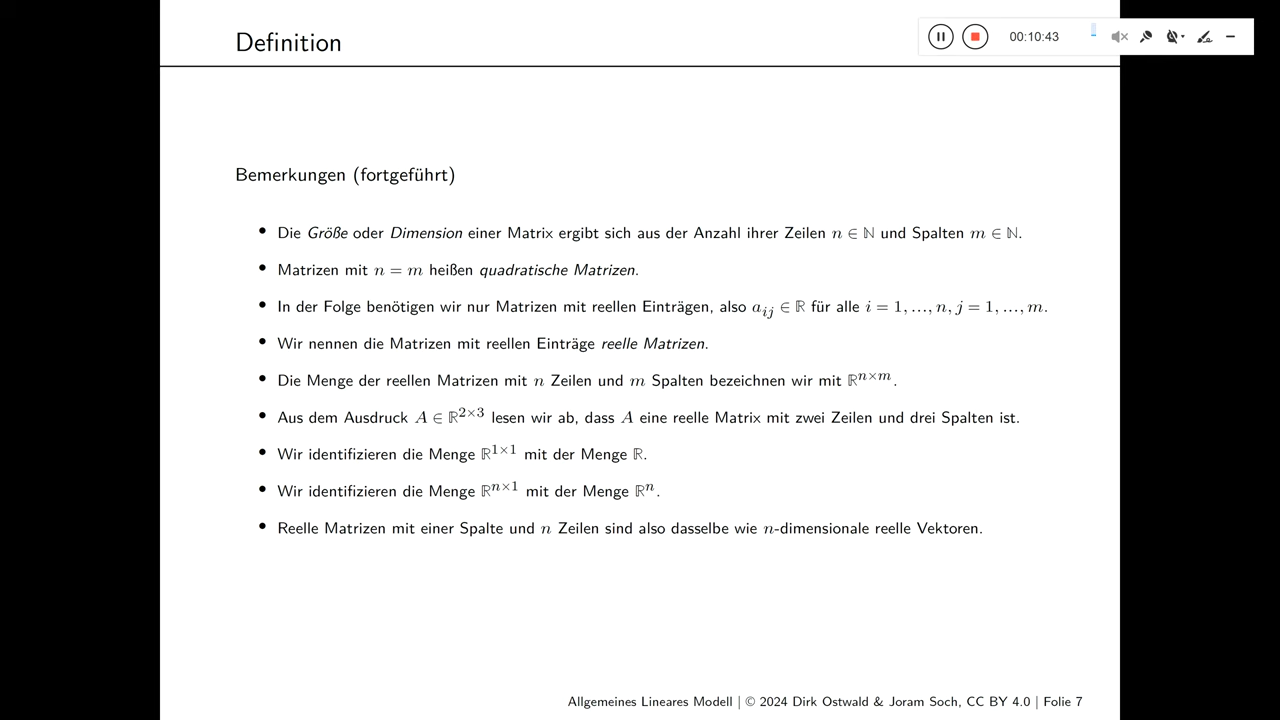 Definition
00:10:43
Bemerkungen (fortgeführt)
• Die Größe oder Dimension einer Matrix ergibt sich aus der Anzahl ihrer Zeilen n ∈ ℕ und Spalten m ∈ ℕ.
• Matrizen mit n = m heißen quadratische Matrizen.
• In der Folge benötigen wir nur Matrizen mit reellen Einträgen, also a_{ij} ∈ ℝ für alle i = 1, ..., n, j = 1, ..., m.
• Wir nennen die Matrizen mit reellen Einträge reelle Matrizen.
• Die Menge der reellen Matrizen mit n Zeilen und m Spalten bezeichnen wir mit ℝ^{n×m}.
• Aus dem Ausdruck A ∈ ℝ^{2×3} lesen wir ab, dass A eine reelle Matrix mit zwei Zeilen und drei Spalten ist.
• Wir identifizieren die Menge ℝ^{1×1} mit der Menge ℝ.
• Wir identifizieren die Menge ℝ^{n×1} mit der Menge ℝ^n.
• Reelle Matrizen mit einer Spalte und n Zeilen sind also dasselbe wie n-dimensionale reelle Vektoren.
Allgemeines Lineares Modell | © 2024 Dirk Ostwald & Joram Soch, CC BY 4.0 | Folie 7